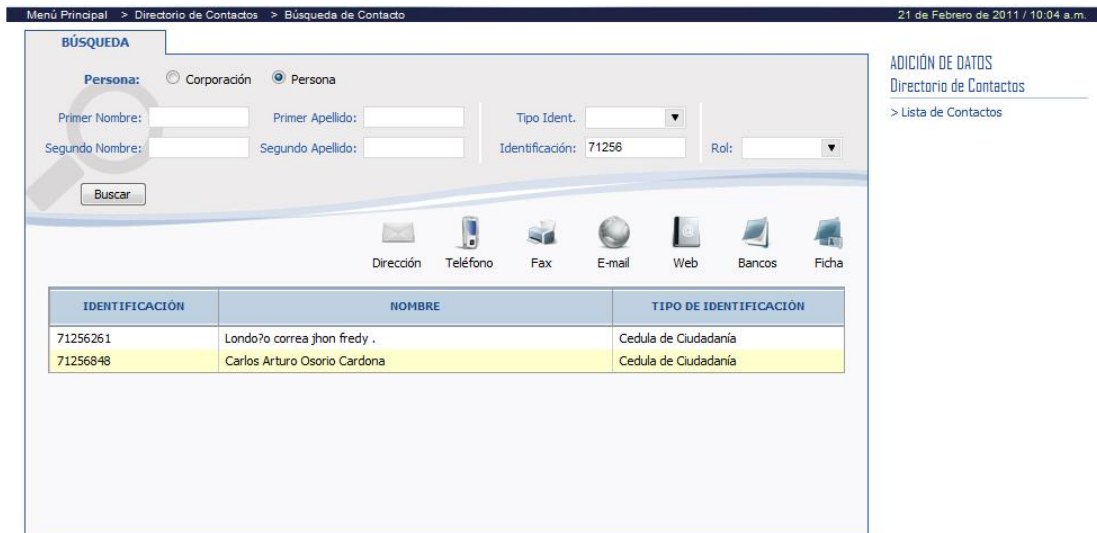 Menú Principal > Directorio de Contactos > Búsqueda de Contacto
21 de Febrero de 2011 / 10:04 a.m.
BÚSQUEDA
Persona: Corporación Persona
Primer Nombre: Primer Apellido: Tipo Ident.
Segundo Nombre: Segundo Apellido: Identificación: 71256 Rol:
Buscar
Dirección Teléfono Fax E-mail Web Bancos Ficha
IDENTIFICACIÓN NOMBRE TIPO DE IDENTIFICACIÓN
71256261 Londo?o correa jhon fredy . Cedula de Ciudadanía
71256848 Carlos Arturo Osorio Cardona Cedula de Ciudadanía
ADICIÓN DE DATOS
Directorio de Contactos
> Lista de Contactos